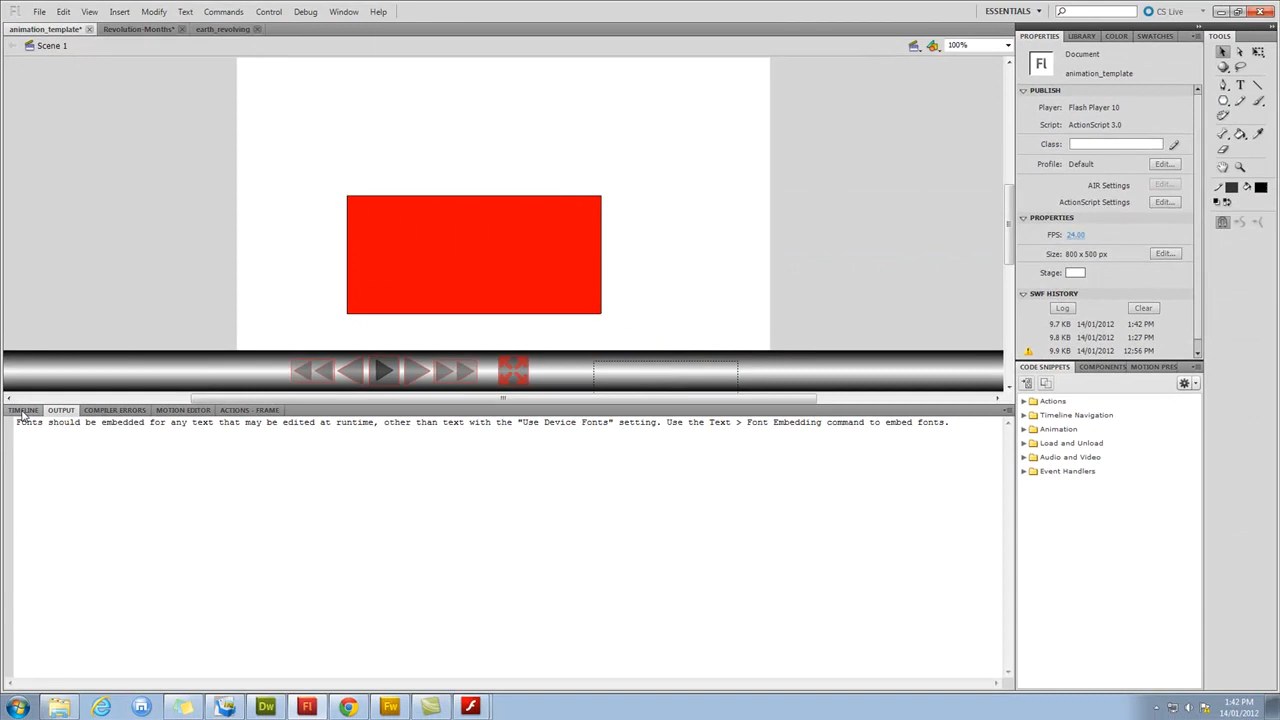 Fl File Edit View Insert Modify Text Commands Control Debug Window Help ESSENTIALS CS Live
animation_template* Revolution-Months* earth_revolving
Scene 1 100%
PROPERTIES LIBRARY COLOR SWATCHES TOOLS
Fl Document
animation_template
PUBLISH
Player: Flash Player 10
Script: ActionScript 3.0
Class:
Profile: Default Edit...
AIR Settings Edit...
ActionScript Settings Edit...
PROPERTIES
FPS: 24.00
Size: 800 x 500 px Edit...
Stage:
SWF HISTORY
Log Clear
9.7 KB 14/01/2012 1:42 PM
9.8 KB 14/01/2012 1:27 PM
9.9 KB 14/01/2012 12:56 PM
CODE SNIPPETS COMPONENTS MOTION PRES
Actions
Timeline Navigation
Animation
Load and Unload
Audio and Video
Event Handlers
TIMELINE OUTPUT COMPILER ERRORS MOTION EDITOR ACTIONS - FRAME
Fonts should be embedded for any text that may be edited at runtime, other than text with the "Use Device Fonts" setting. Use the Text > Font Embedding command to embed fonts.
Dw Fl Fw
1:42 PM
14/01/2012